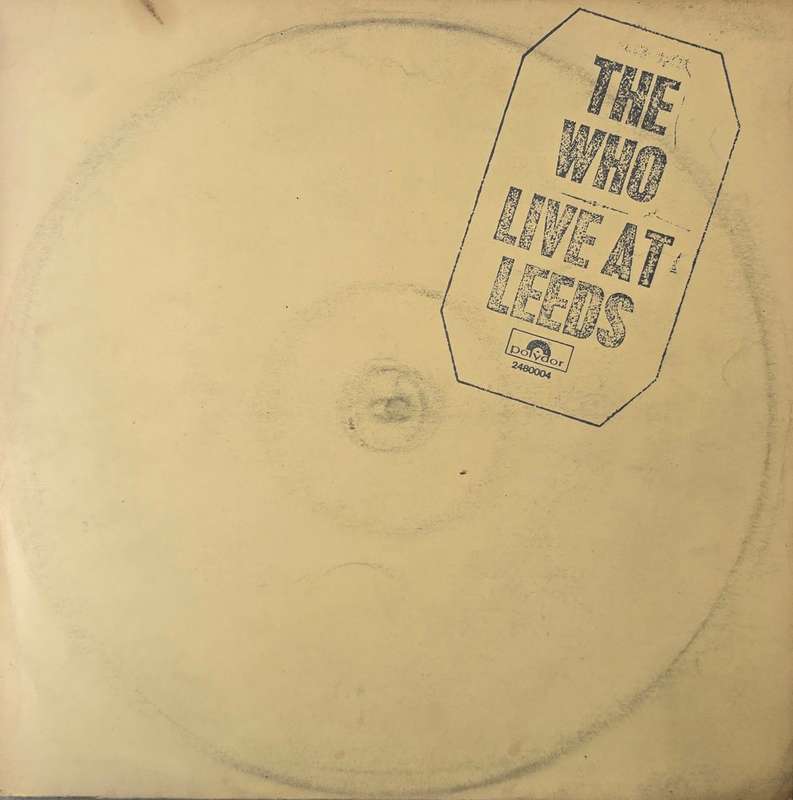 THE
WHO
LIVE AT
LEEDS
polydor
2480004